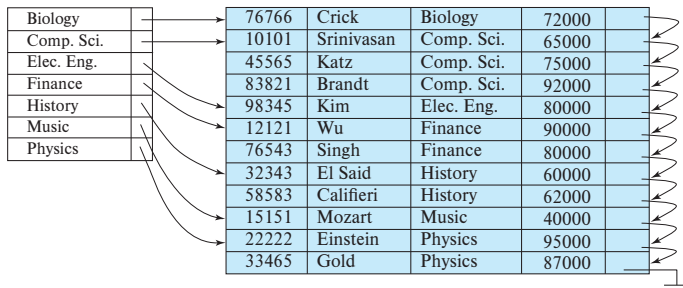 Biology
Comp. Sci.
Elec. Eng.
Finance
History
Music
Physics
76766 Crick Biology 72000
10101 Srinivasan Comp. Sci. 65000
45565 Katz Comp. Sci. 75000
83821 Brandt Comp. Sci. 92000
98345 Kim Elec. Eng. 80000
12121 Wu Finance 90000
76543 Singh Finance 80000
32343 El Said History 60000
58583 Califieri History 62000
15151 Mozart Music 40000
22222 Einstein Physics 95000
33465 Gold Physics 87000